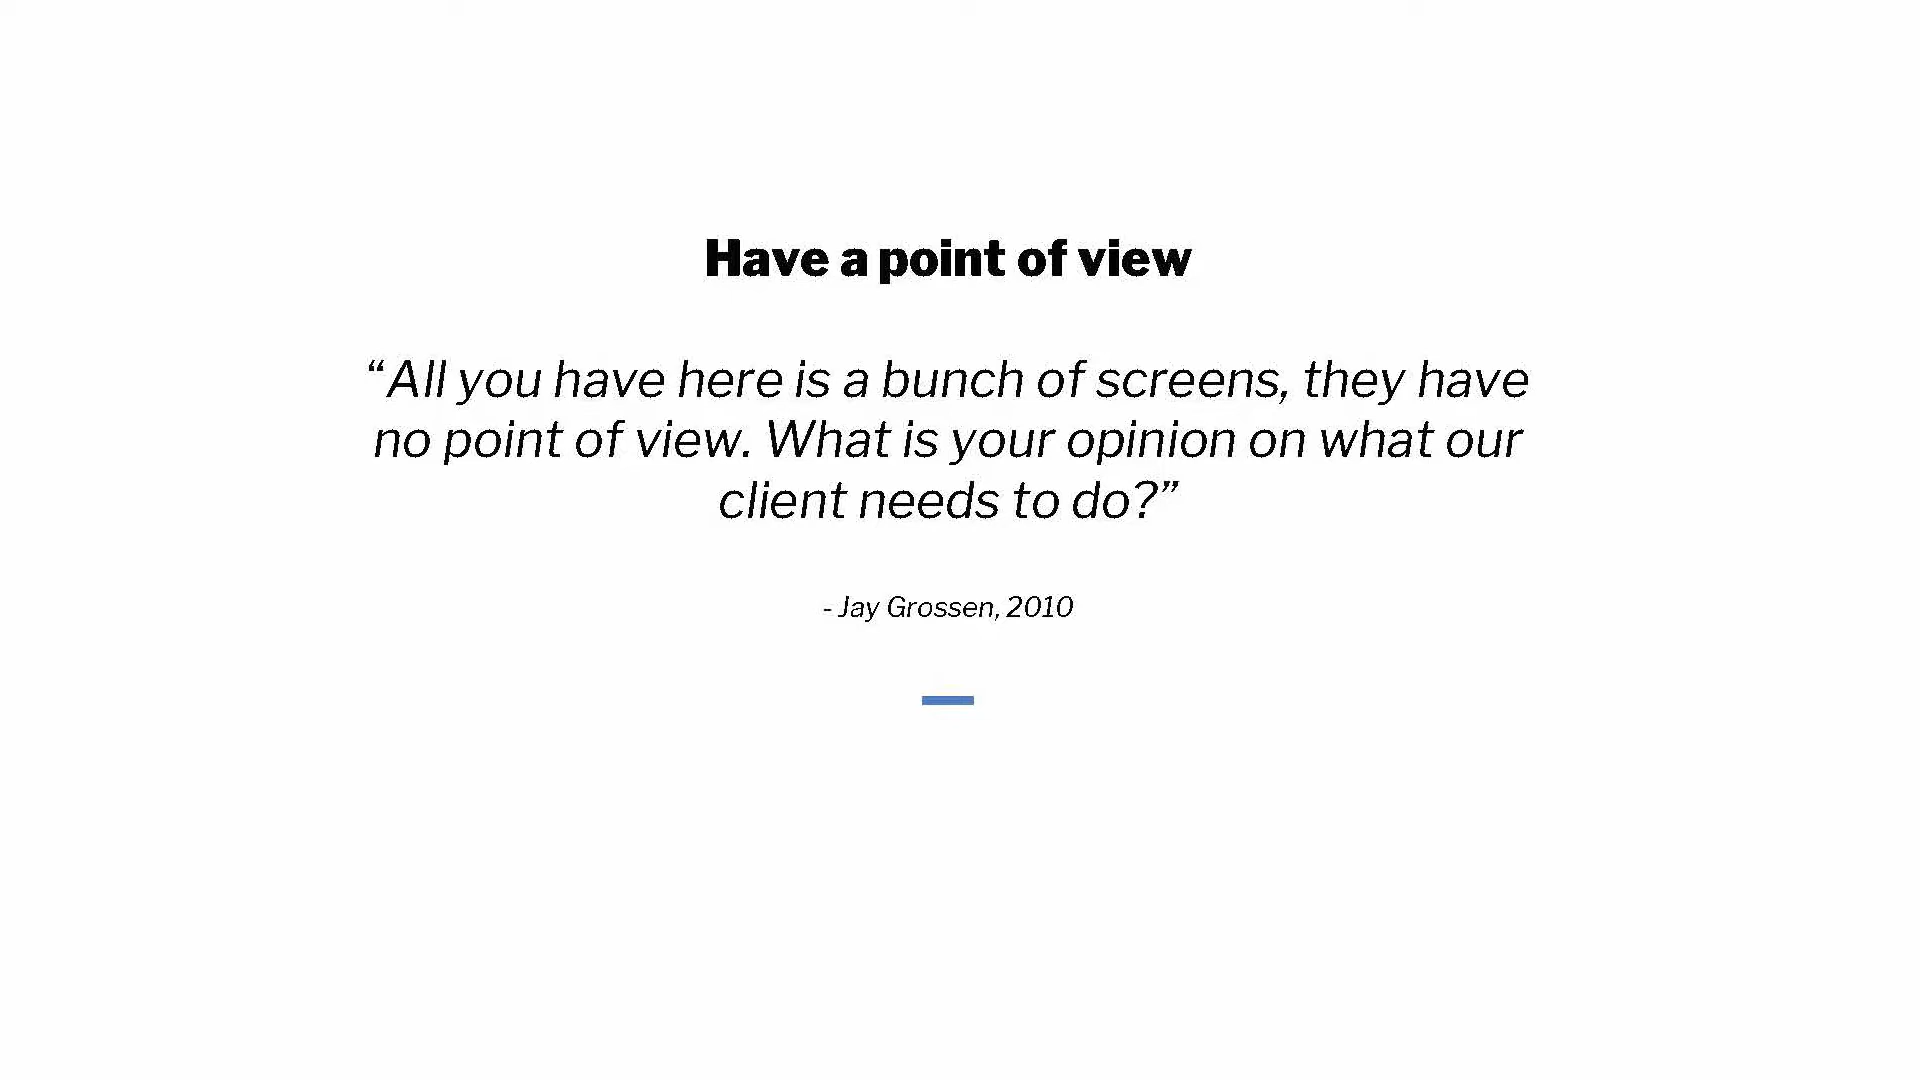 Have a point of view
“All you have here is a bunch of screens, they have
no point of view. What is your opinion on what our
client needs to do?”
- Jay Grossen, 2010